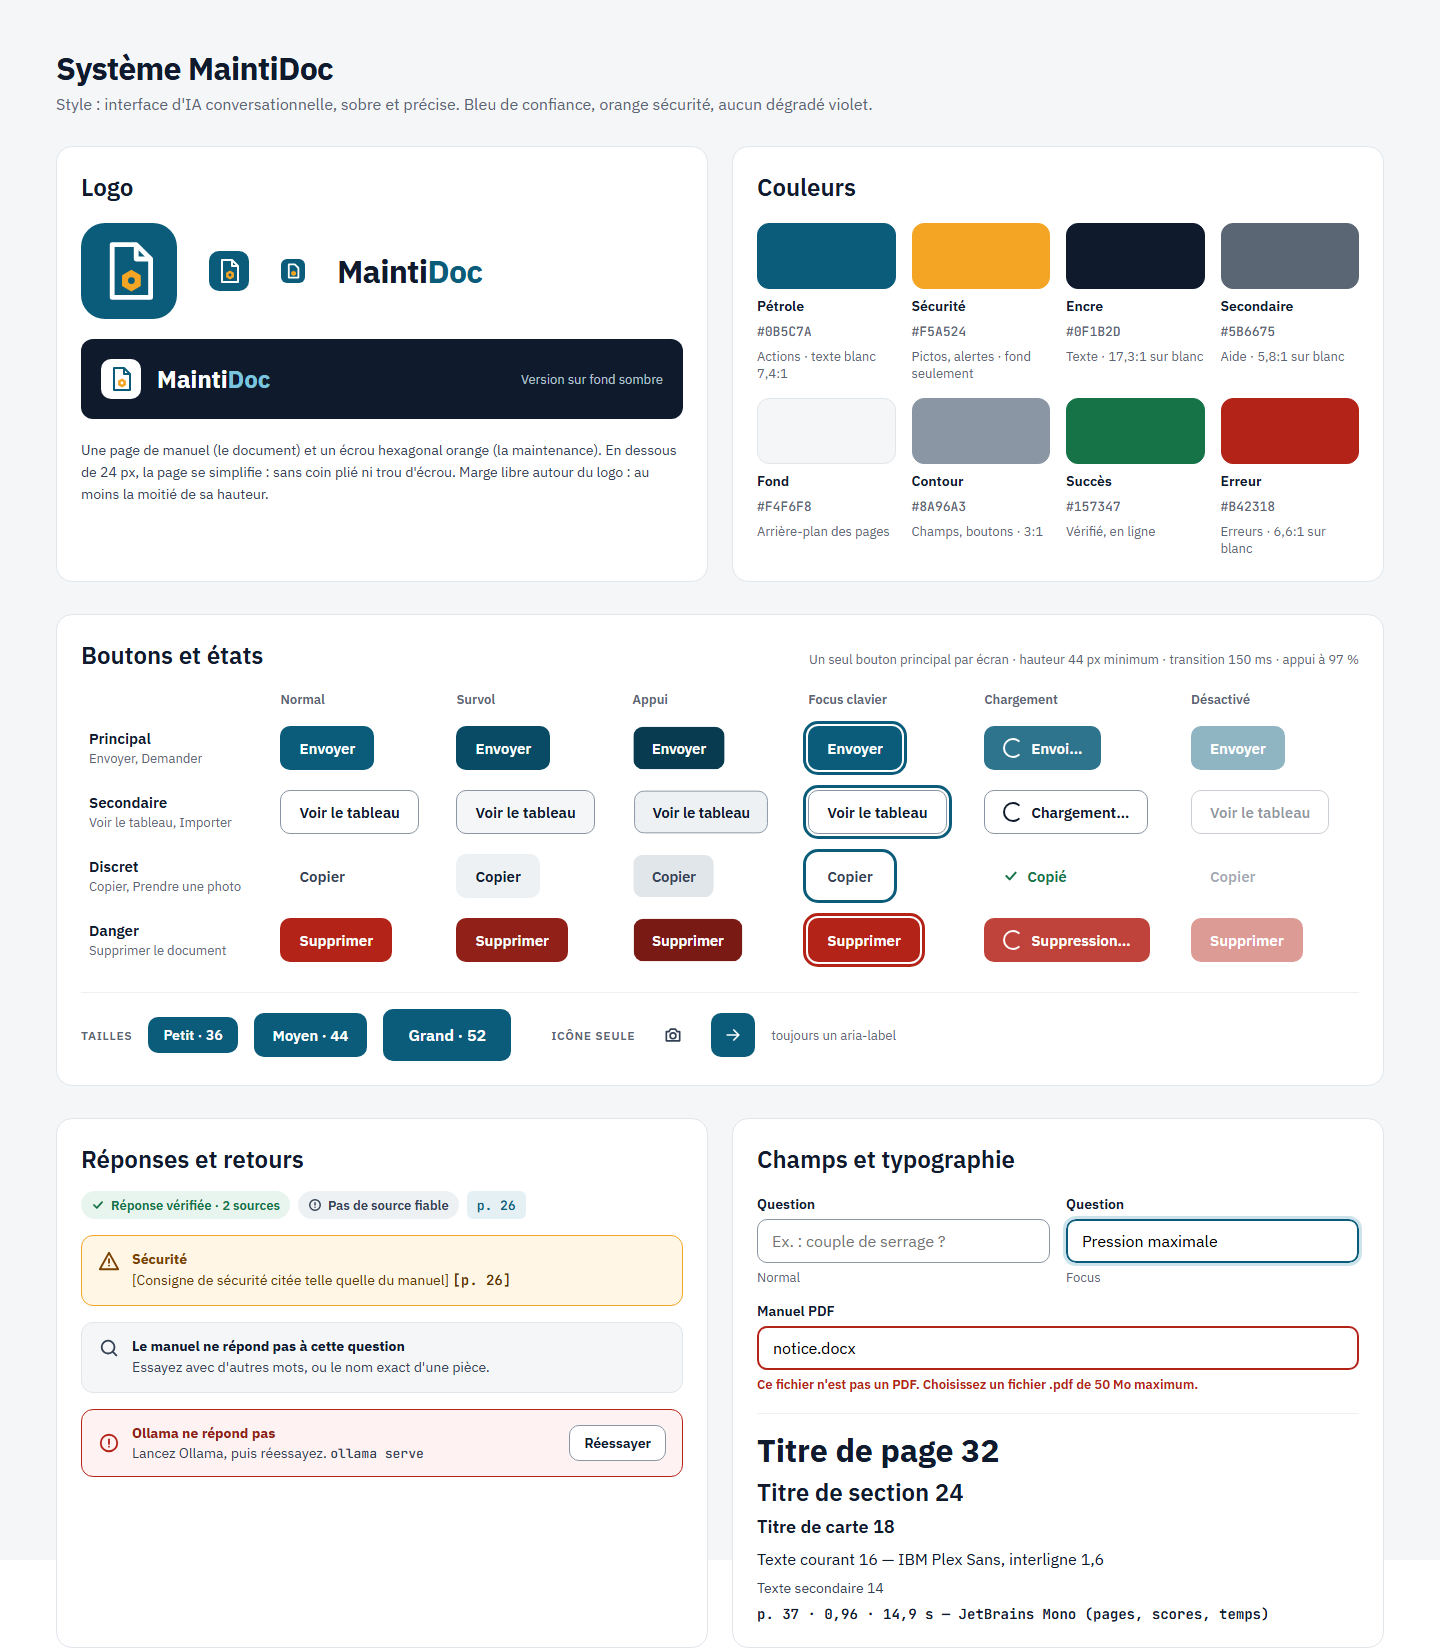 Système MaintiDoc
Style : interface d'IA conversationnelle, sobre et précise. Bleu de confiance, orange sécurité, aucun dégradé violet.
Logo
MaintiDoc
MaintiDoc
Version sur fond sombre
Une page de manuel (le document) et un écrou hexagonal orange (la maintenance). En dessous
de 24 px, la page se simplifie : sans coin plié ni trou d'écrou. Marge libre autour du logo : au
moins la moitié de sa hauteur.
Couleurs
Pétrole
#0B5C7A
Actions · texte blanc
7,4:1
Sécurité
#F5A524
Pictos, alertes · fond
seulement
Encre
#0F1B2D
Texte · 17,3:1 sur blanc
Secondaire
#5B6675
Aide · 5,8:1 sur blanc
Fond
#F4F6F8
Arrière-plan des pages
Contour
#8A96A3
Champs, boutons · 3:1
Succès
#157347
Vérifié, en ligne
Erreur
#B42318
Erreurs · 6,6:1 sur
blanc
Boutons et états
Un seul bouton principal par écran · hauteur 44 px minimum · transition 150 ms · appui à 97 %
Normal Survol Appui Focus clavier Chargement Désactivé
Principal
Envoyer, Demander
Envoyer Envoyer Envoyer Envoyer Envoi… Envoyer
Secondaire
Voir le tableau, Importer
Voir le tableau Voir le tableau Voir le tableau Voir le tableau Chargement… Voir le tableau
Discret
Copier, Prendre une photo
Copier Copier Copier Copier Copié Copier
Danger
Supprimer le document
Supprimer Supprimer Supprimer Supprimer Suppression… Supprimer
TAILLES Petit · 36 Moyen · 44 Grand · 52 ICÔNE SEULE toujours un aria-label
Réponses et retours
Réponse vérifiée · 2 sources Pas de source fiable p. 26
Sécurité
[Consigne de sécurité citée telle quelle du manuel] [p. 26]
Le manuel ne répond pas à cette question
Essayez avec d'autres mots, ou le nom exact d'une pièce.
Ollama ne répond pas
Lancez Ollama, puis réessayez. ollama serve
Réessayer
Champs et typographie
Question
Ex. : couple de serrage ?
Normal
Question
Pression maximale
Focus
Manuel PDF
notice.docx
Ce fichier n'est pas un PDF. Choisissez un fichier .pdf de 50 Mo maximum.
Titre de page 32
Titre de section 24
Titre de carte 18
Texte courant 16 — IBM Plex Sans, interligne 1,6
Texte secondaire 14
p. 37 · 0,96 · 14,9 s — JetBrains Mono (pages, scores, temps)